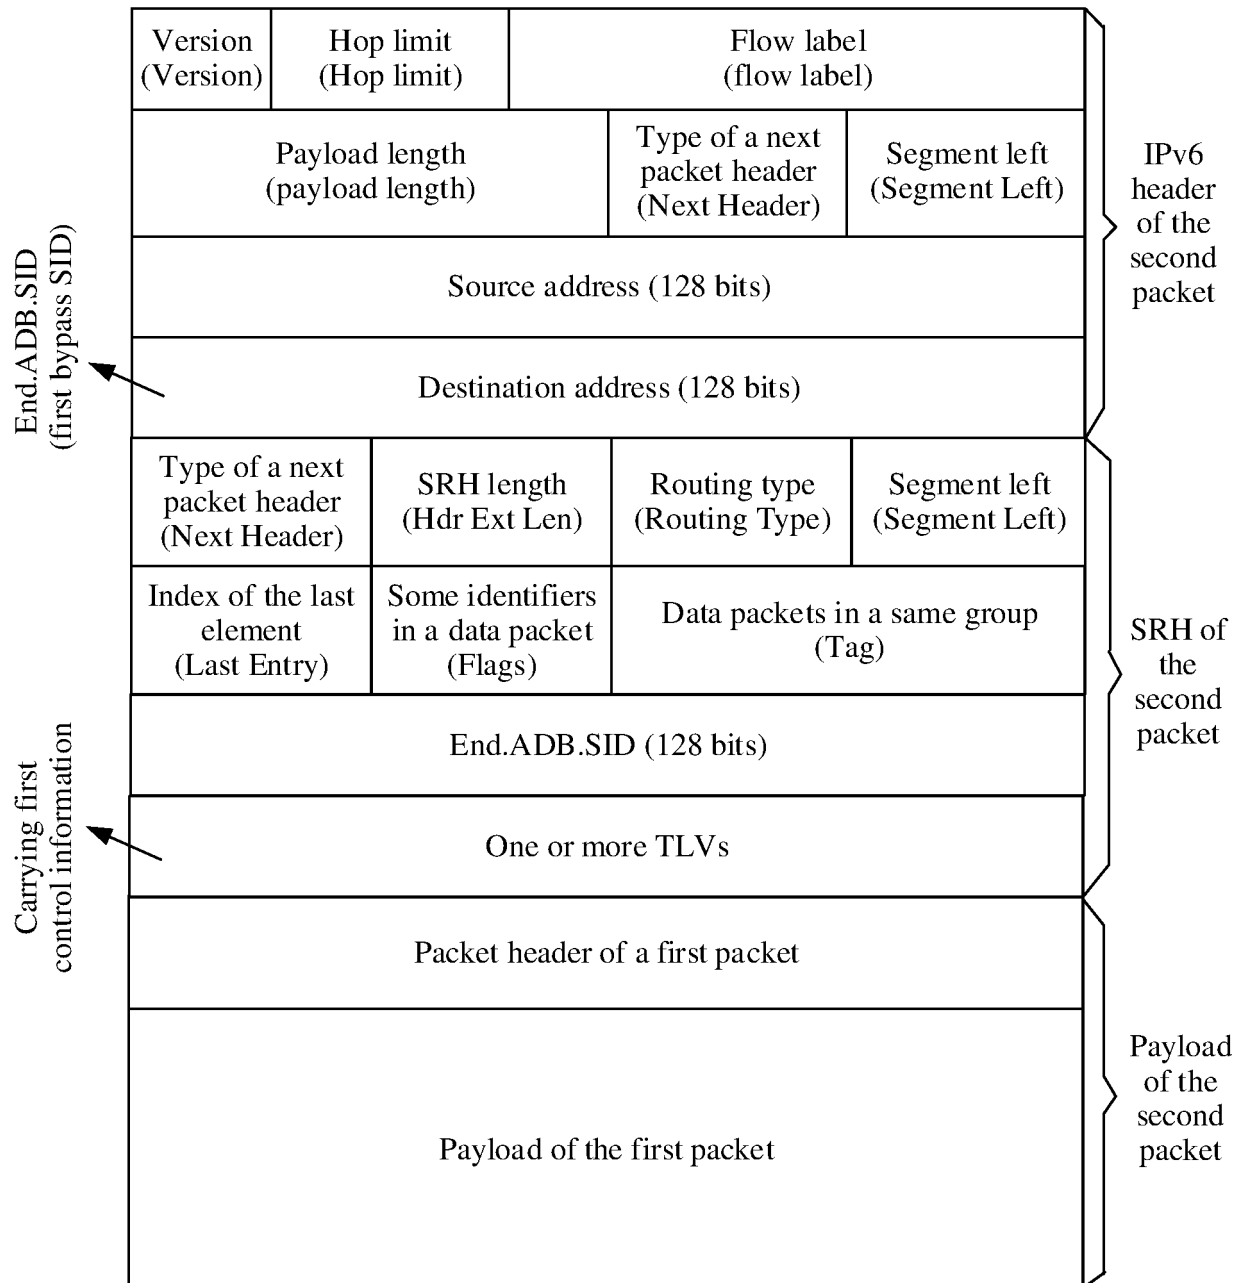 Version
(Version)
Hop limit
(Hop limit)
Flow label
(flow label)
Payload length
(payload length)
Type of a next
packet header
(Next Header)
Segment left
(Segment Left)
Source address (128 bits)
Destination address (128 bits)
End.ADB.SID
(first bypass SID)
IPv6
header
of the
second
packet
Type of a next
packet header
(Next Header)
SRH length
(Hdr Ext Len)
Routing type
(Routing Type)
Segment left
(Segment Left)
Index of the last
element
(Last Entry)
Some identifiers
in a data packet
(Flags)
Data packets in a same group
(Tag)
End.ADB.SID (128 bits)
One or more TLVs
Carrying first
control information
SRH of
the
second
packet
Packet header of a first packet
Payload of the first packet
Payload
of the
second
packet